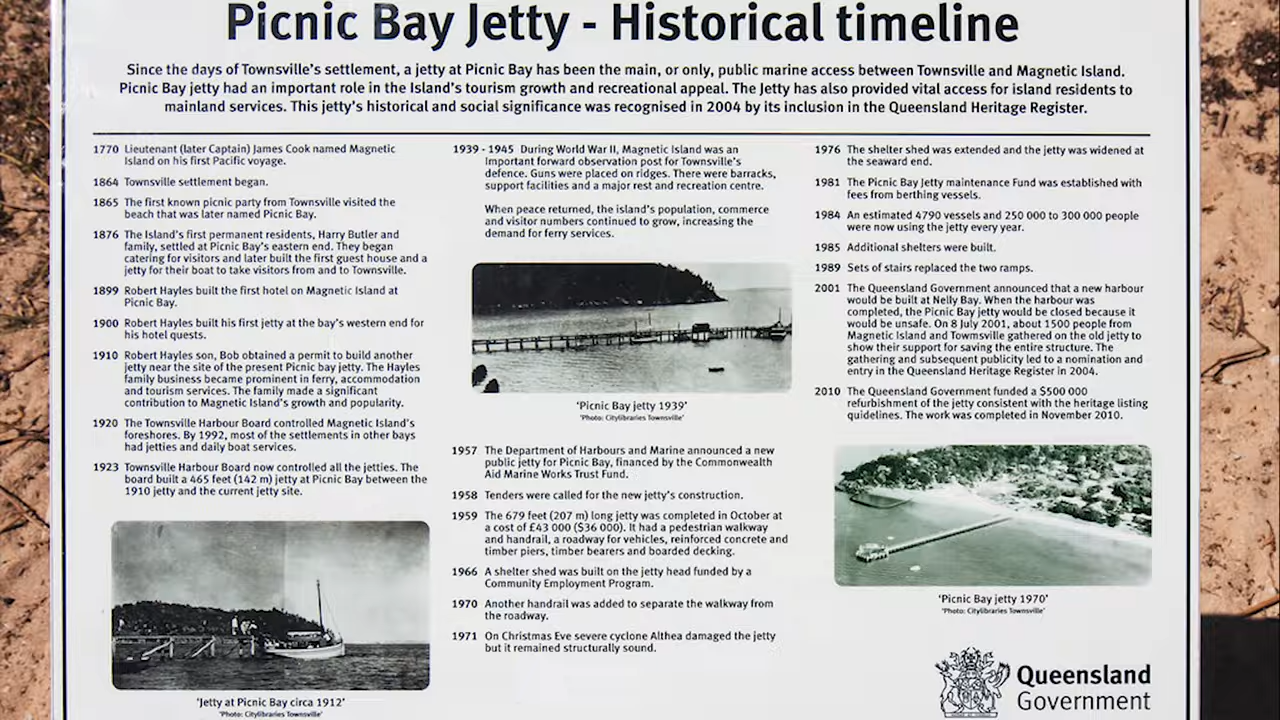 Picnic Bay Jetty - Historical timeline
Since the days of Townsville's settlement, a jetty at Picnic Bay has been the main, or only, public marine access between Townsville and Magnetic Island.
Picnic Bay jetty had an important role in the Island's tourism growth and recreational appeal. The Jetty has also provided vital access for island residents to
mainland services. This jetty's historical and social significance was recognised in 2004 by its inclusion in the Queensland Heritage Register.
1770 Lieutenant (later Captain) James Cook named Magnetic
Island on his first Pacific voyage.
1864 Townsville settlement began.
1865 The first known picnic party from Townsville visited the
beach that was later named Picnic Bay.
1876 The Island's first permanent residents, Harry Butler and
family, settled at Picnic Bay's eastern end. They began
catering for visitors and later built the first guest house and a
jetty for their boat to take visitors from and to Townsville.
1899 Robert Hayles built the first hotel on Magnetic Island at
Picnic Bay.
1900 Robert Hayles built his first jetty at the bay's western end for
his hotel quests.
1910 Robert Hayles son, Bob obtained a permit to build another
jetty near the site of the present Picnic bay jetty. The Hayles
family business became prominent in ferry, accommodation
and tourism services. The family made a significant
contribution to Magnetic Island's growth and popularity.
1920 The Townsville Harbour Board controlled Magnetic Island's
foreshores. By 1992, most of the settlements in other bays
had jetties and daily boat services.
1923 Townsville Harbour Board now controlled all the jetties. The
board built a 465 feet (142 m) jetty at Picnic Bay between the
1910 jetty and the current jetty site.
'Jetty at Picnic Bay circa 1912'
'Photo: Citylibraries Townsville'
1939 - 1945 During World War II, Magnetic Island was an
Important forward observation post for Townsville's
defence. Guns were placed on ridges. There were barracks,
support facilities and a major rest and recreation centre.
When peace returned, the island's population, commerce
and visitor numbers continued to grow, increasing the
demand for ferry services.
'Picnic Bay jetty 1939'
'Photo: Citylibraries Townsville'
1957 The Department of Harbours and Marine announced a new
public jetty for Picnic Bay, financed by the Commonwealth
Aid Marine Works Trust Fund.
1958 Tenders were called for the new jetty's construction.
1959 The 679 feet (207 m) long jetty was completed in October at
a cost of £43 000 ($36 000). It had a pedestrian walkway
and handrail, a roadway for vehicles, reinforced concrete and
timber piers, timber bearers and boarded decking.
1966 A shelter shed was built on the jetty head funded by a
Community Employment Program.
1970 Another handrail was added to separate the walkway from
the roadway.
1971 On Christmas Eve severe cyclone Althea damaged the jetty
but it remained structurally sound.
1976 The shelter shed was extended and the jetty was widened at
the seaward end.
1981 The Picnic Bay Jetty maintenance Fund was established with
fees from berthing vessels.
1984 An estimated 4790 vessels and 250 000 to 300 000 people
were now using the jetty every year.
1985 Additional shelters were built.
1989 Sets of stairs replaced the two ramps.
2001 The Queensland Government announced that a new harbour
would be built at Nelly Bay. When the harbour was
completed, the Picnic Bay jetty would be closed because it
would be unsafe. On 8 July 2001, about 1500 people from
Magnetic Island and Townsville gathered on the old jetty to
show their support for saving the entire structure. The
gathering and subsequent publicity led to a nomination and
entry in the Queensland Heritage Register in 2004.
2010 The Queensland Government funded a $500 000
refurbishment of the jetty consistent with the heritage listing
quidelines. The work was completed in November 2010.
'Picnic Bay jetty 1970'
'Photo: Citylibraries Townsville'
Queensland
Government